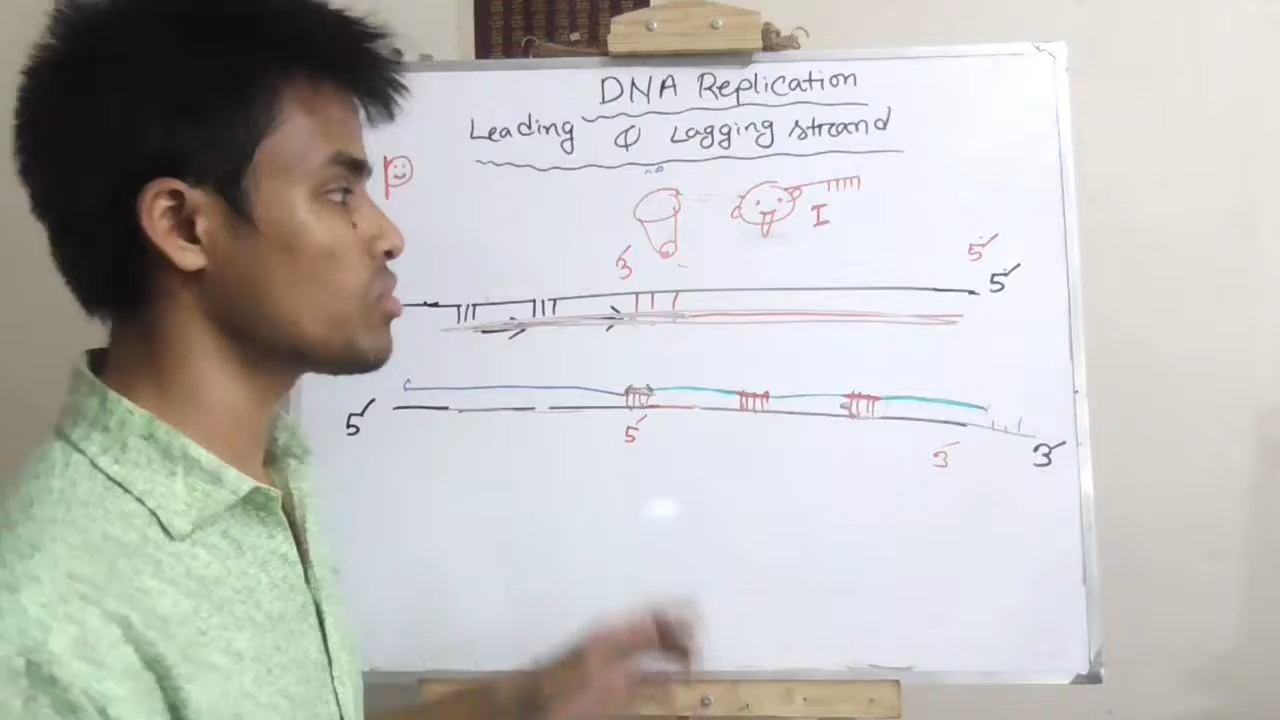 DNA Replication
Leading & Lagging strand
P
I
3'
5'
5'
5'
5'
3'
3'